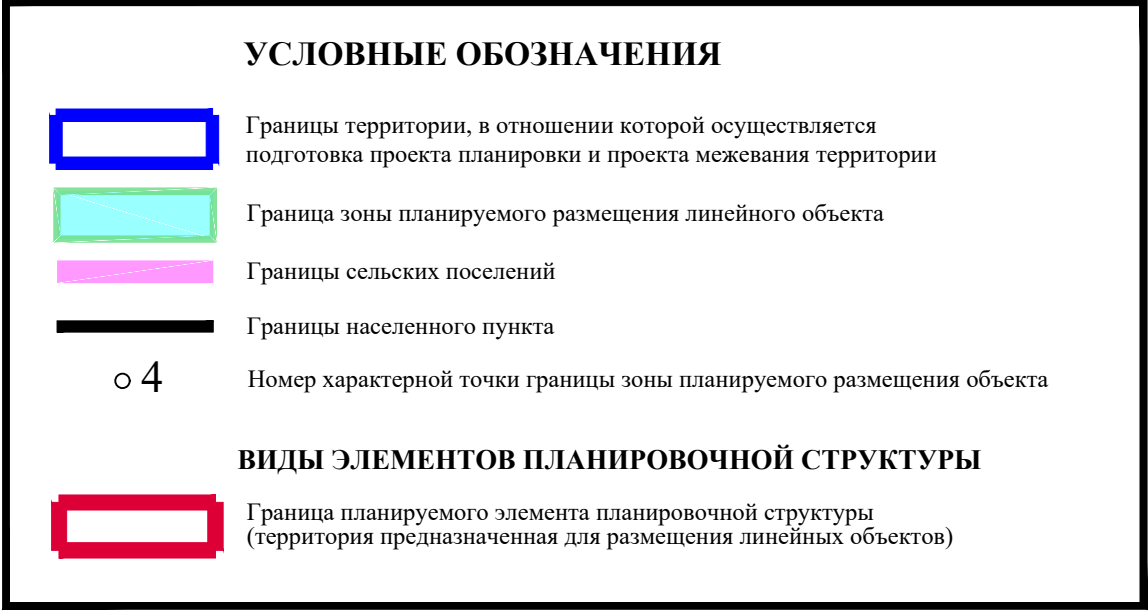 УСЛОВНЫЕ ОБОЗНАЧЕНИЯ
Границы территории, в отношении которой осуществляется
подготовка проекта планировки и проекта межевания территории
Граница зоны планируемого размещения линейного объекта
Границы сельских поселений
Границы населенного пункта
4 Номер характерной точки границы зоны планируемого размещения объекта
ВИДЫ ЭЛЕМЕНТОВ ПЛАНИРОВОЧНОЙ СТРУКТУРЫ
Граница планируемого элемента планировочной структуры
(территория предназначенная для размещения линейных объектов)